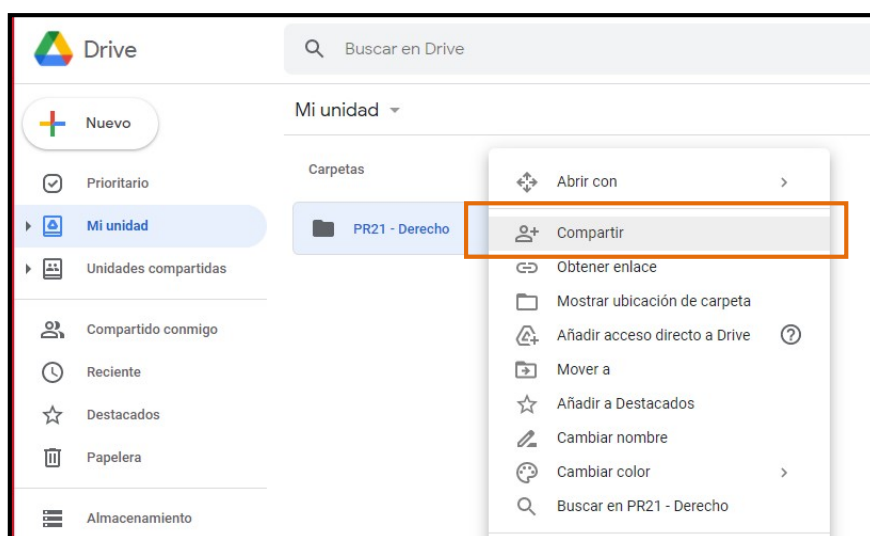 Drive
Buscar en Drive
Nuevo
Mi unidad
Prioritario
Mi unidad
Unidades compartidas
Compartido conmigo
Reciente
Destacados
Papelera
Almacenamiento
Carpetas
PR21 - Derecho
Abrir con
Compartir
Obtener enlace
Mostrar ubicación de carpeta
Añadir acceso directo a Drive
Mover a
Añadir a Destacados
Cambiar nombre
Cambiar color
Buscar en PR21 - Derecho